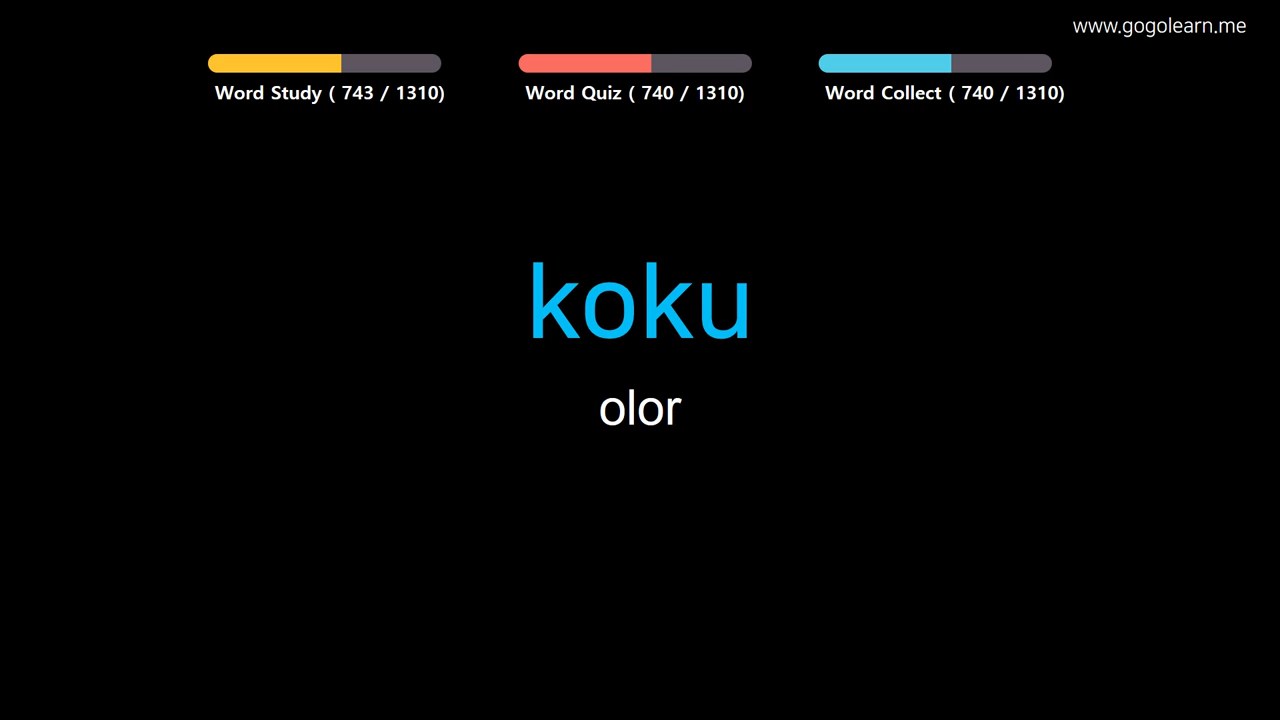 www.gogolearn.me
Word Study ( 743 / 1310)
Word Quiz ( 740 / 1310)
Word Collect ( 740 / 1310)
koku
olor